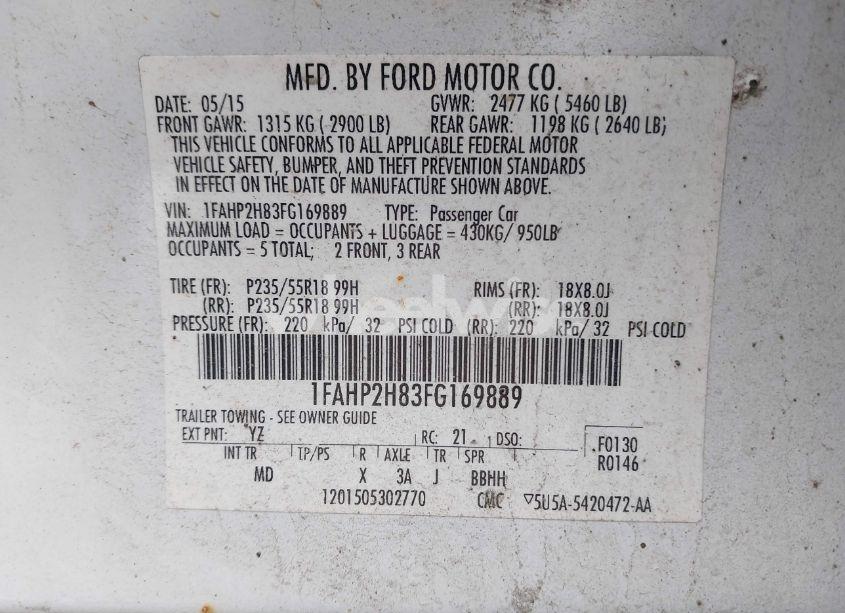 MFD. BY FORD MOTOR CO.
DATE: 05/15 GVWR: 2477 KG ( 5460 LB)
FRONT GAWR: 1315 KG ( 2900 LB) REAR GAWR: 1198 KG ( 2640 LB);
THIS VEHICLE CONFORMS TO ALL APPLICABLE FEDERAL MOTOR
VEHICLE SAFETY, BUMPER, AND THEFT PREVENTION STANDARDS
IN EFFECT ON THE DATE OF MANUFACTURE SHOWN ABOVE.
VIN: 1FAHP2H83FG169889 TYPE: Passenger Car
MAXIMUM LOAD = OCCUPANTS + LUGGAGE = 430KG/ 950LB
OCCUPANTS = 5 TOTAL; 2 FRONT, 3 REAR
TIRE (FR): P235/55R18 99H RIMS (FR): 18X8.0J
(RR): P235/55R18 99H (RR): 18X8.0J
PRESSURE (FR): 220 kPa/ 32 PSI COLD (RR): 220 kPa/ 32 PSI COLD
1FAHP2H83FG169889
TRAILER TOWING - SEE OWNER GUIDE
EXT PNT: YZ RC: 21 DSO: F0130
INT TR TP/PS R AXLE TR SPR R0146
MD X 3A J BBHH
1201505302770 CMC ▽5U5A-5420472-AA